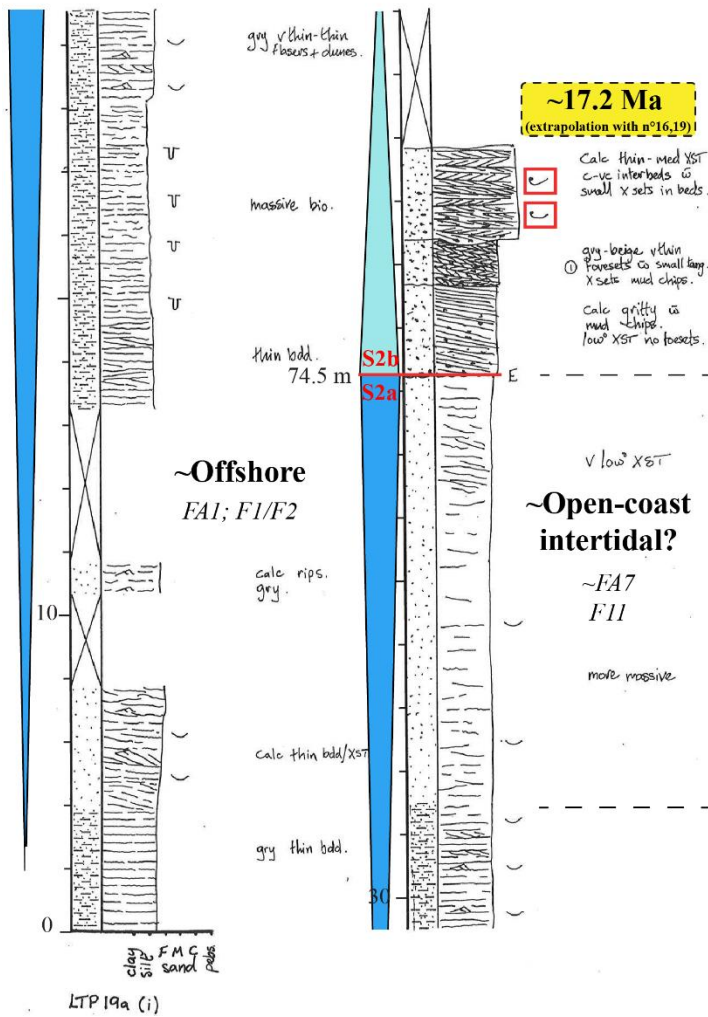 gry v thin-thin
flasers + dunes.
massive bio.
thin bdd.
~Offshore
FA1; F1/F2
calc rips.
gry.
10
calc thin bdd/XST
gry thin bdd.
0
clay
silt
F M C
sand
pebs.
LTP 19a (i)
~17.2 Ma
(extrapolation with n°16,19)
Calc thin-med XST
c-vc interbeds w̄
small X sets in beds.
gry-beige v thin
① foresets w̄ small tang.
X sets mud chips.
Calc gritty w̄
mud chips.
low° XST no foresets.
S2b
74.5 m
E
S2a
v low° XST
~Open-coast
intertidal?
~FA7
F11
more massive
30